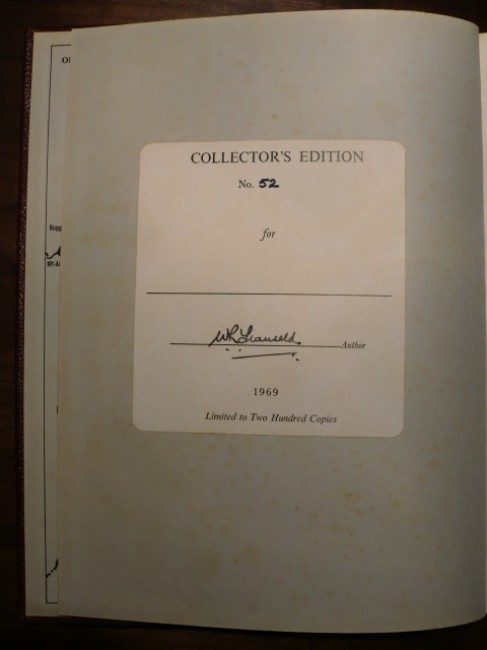 COLLECTOR'S EDITION
No. 52
for
Author
1969
Limited to Two Hundred Copies